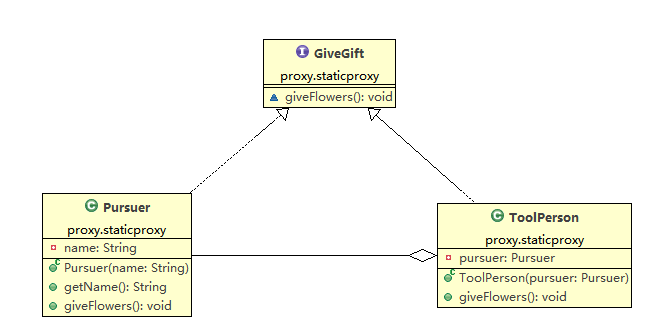 GiveGift
proxy.staticproxy
giveFlowers(): void
Pursuer
proxy.staticproxy
name: String
Pursuer(name: String)
getName(): String
giveFlowers(): void
ToolPerson
proxy.staticproxy
pursuer: Pursuer
ToolPerson(pursuer: Pursuer)
giveFlowers(): void